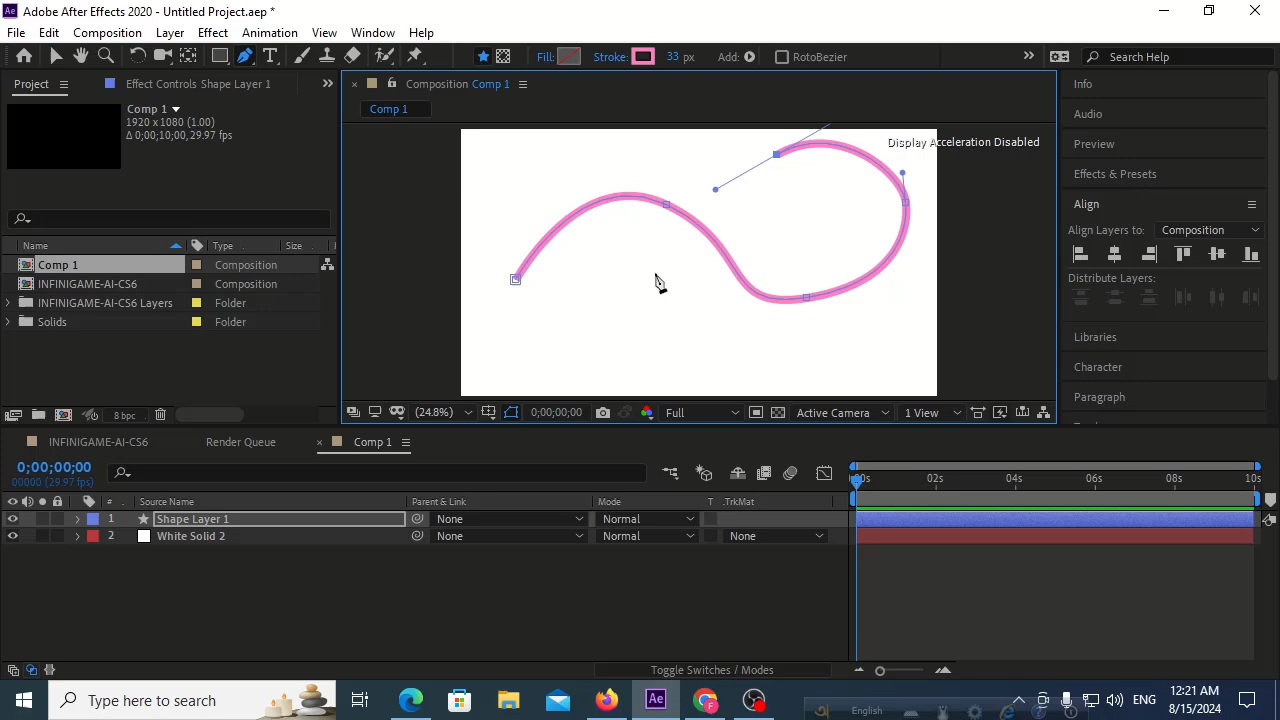 Adobe After Effects 2020 - Untitled Project.aep *
File Edit Composition Layer Effect Animation View Window Help
Fill: Stroke: 33 px Add: RotoBezier Search Help
Project Effect Controls Shape Layer 1
Composition Comp 1
Comp 1
Comp 1
1920 x 1080 (1.00)
Δ 0;00;10;00, 29.97 fps
Display Acceleration Disabled
Info
Audio
Preview
Effects & Presets
Align
Align Layers to: Composition
Distribute Layers:
Libraries
Character
Paragraph
Name Type Size
Comp 1 Composition
INFINIGAME-AI-CS6 Composition
INFINIGAME-AI-CS6 Layers Folder
Solids Folder
8 bpc
(24.8%) 0;00;00;00 Full Active Camera 1 View
INFINIGAME-AI-CS6 Render Queue Comp 1
0;00;00;00
00000 (29.97 fps)
02s 04s 06s 08s 10s
# Source Name Parent & Link Mode T .TrkMat
1 Shape Layer 1 None Normal
2 White Solid 2 None Normal None
Toggle Switches / Modes
Type here to search
Ae
ENG
12:21 AM
8/15/2024
English